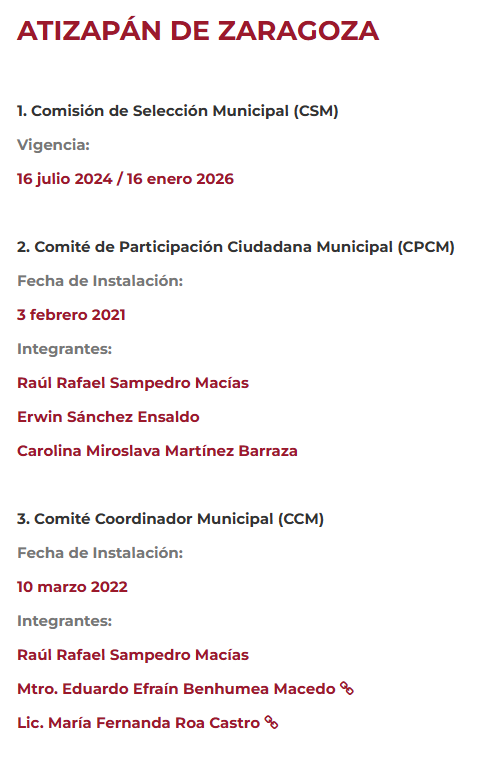 ATIZAPÁN DE ZARAGOZA
1. Comisión de Selección Municipal (CSM)
Vigencia:
16 julio 2024 / 16 enero 2026
2. Comité de Participación Ciudadana Municipal (CPCM)
Fecha de Instalación:
3 febrero 2021
Integrantes:
Raúl Rafael Sampedro Macías
Erwin Sánchez Ensaldo
Carolina Miroslava Martínez Barraza
3. Comité Coordinador Municipal (CCM)
Fecha de Instalación:
10 marzo 2022
Integrantes:
Raúl Rafael Sampedro Macías
Mtro. Eduardo Efraín Benhumea Macedo
Lic. María Fernanda Roa Castro